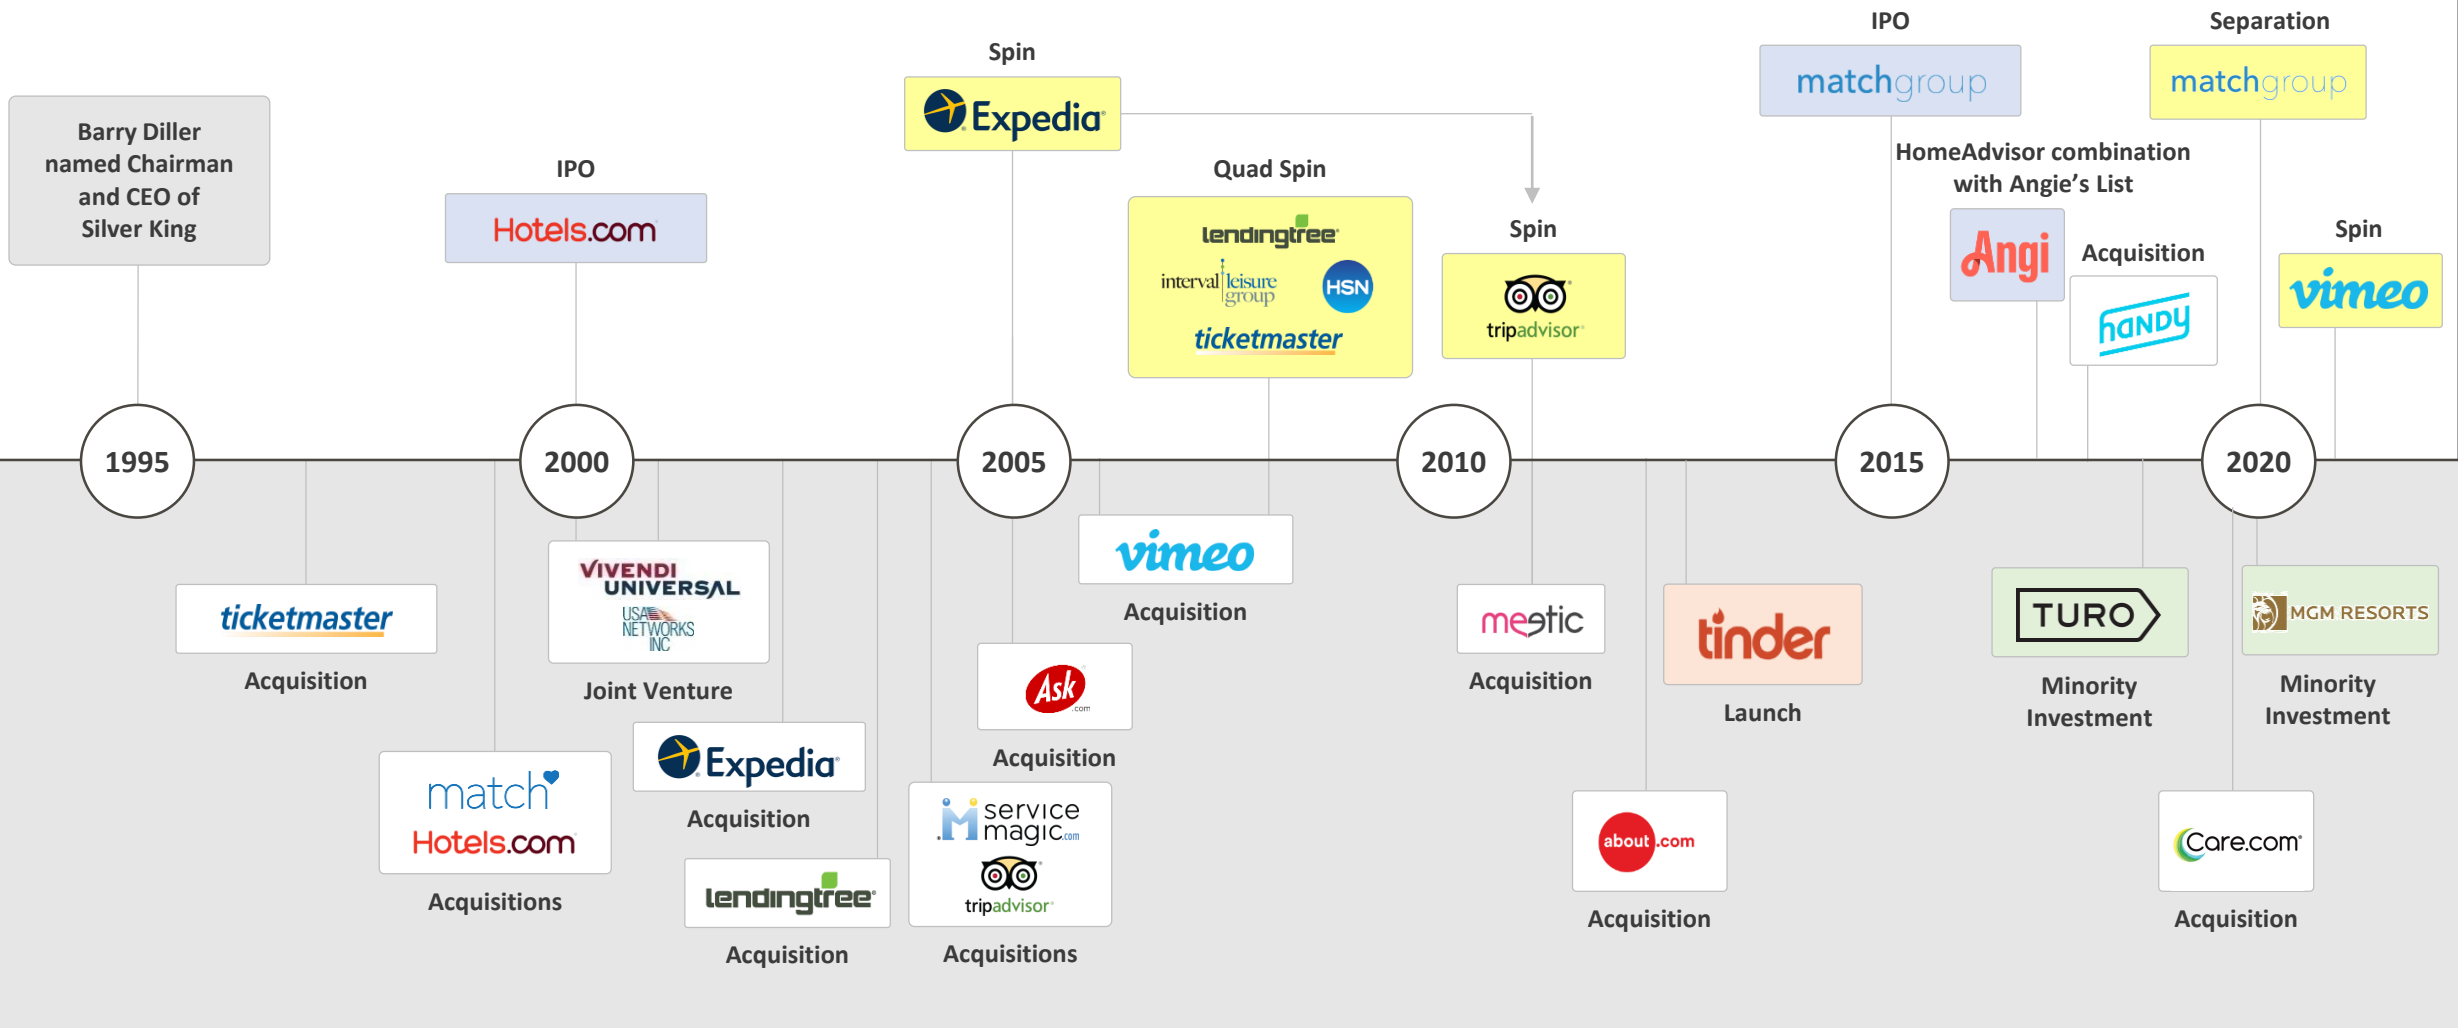 Barry Diller
named Chairman
and CEO of
Silver King
IPO
Hotels.com
Spin
Expedia
Quad Spin
lendingtree
interval leisure
group
HSN
ticketmaster
Spin
tripadvisor
IPO
matchgroup
HomeAdvisor combination
with Angie's List
Angi
Acquisition
HANDY
Separation
matchgroup
Spin
vimeo
1995
2000
2005
2010
2015
2020
ticketmaster
Acquisition
match
Hotels.com
Acquisitions
VIVENDI
UNIVERSAL
USA
NETWORKS
INC
Joint Venture
Expedia
Acquisition
lendingtree
Acquisition
service
magic.com
tripadvisor
Acquisitions
Ask
.com
Acquisition
vimeo
Acquisition
meetic
Acquisition
about.com
Acquisition
tinder
Launch
TURO
Minority
Investment
Care.com
Acquisition
MGM RESORTS
Minority
Investment